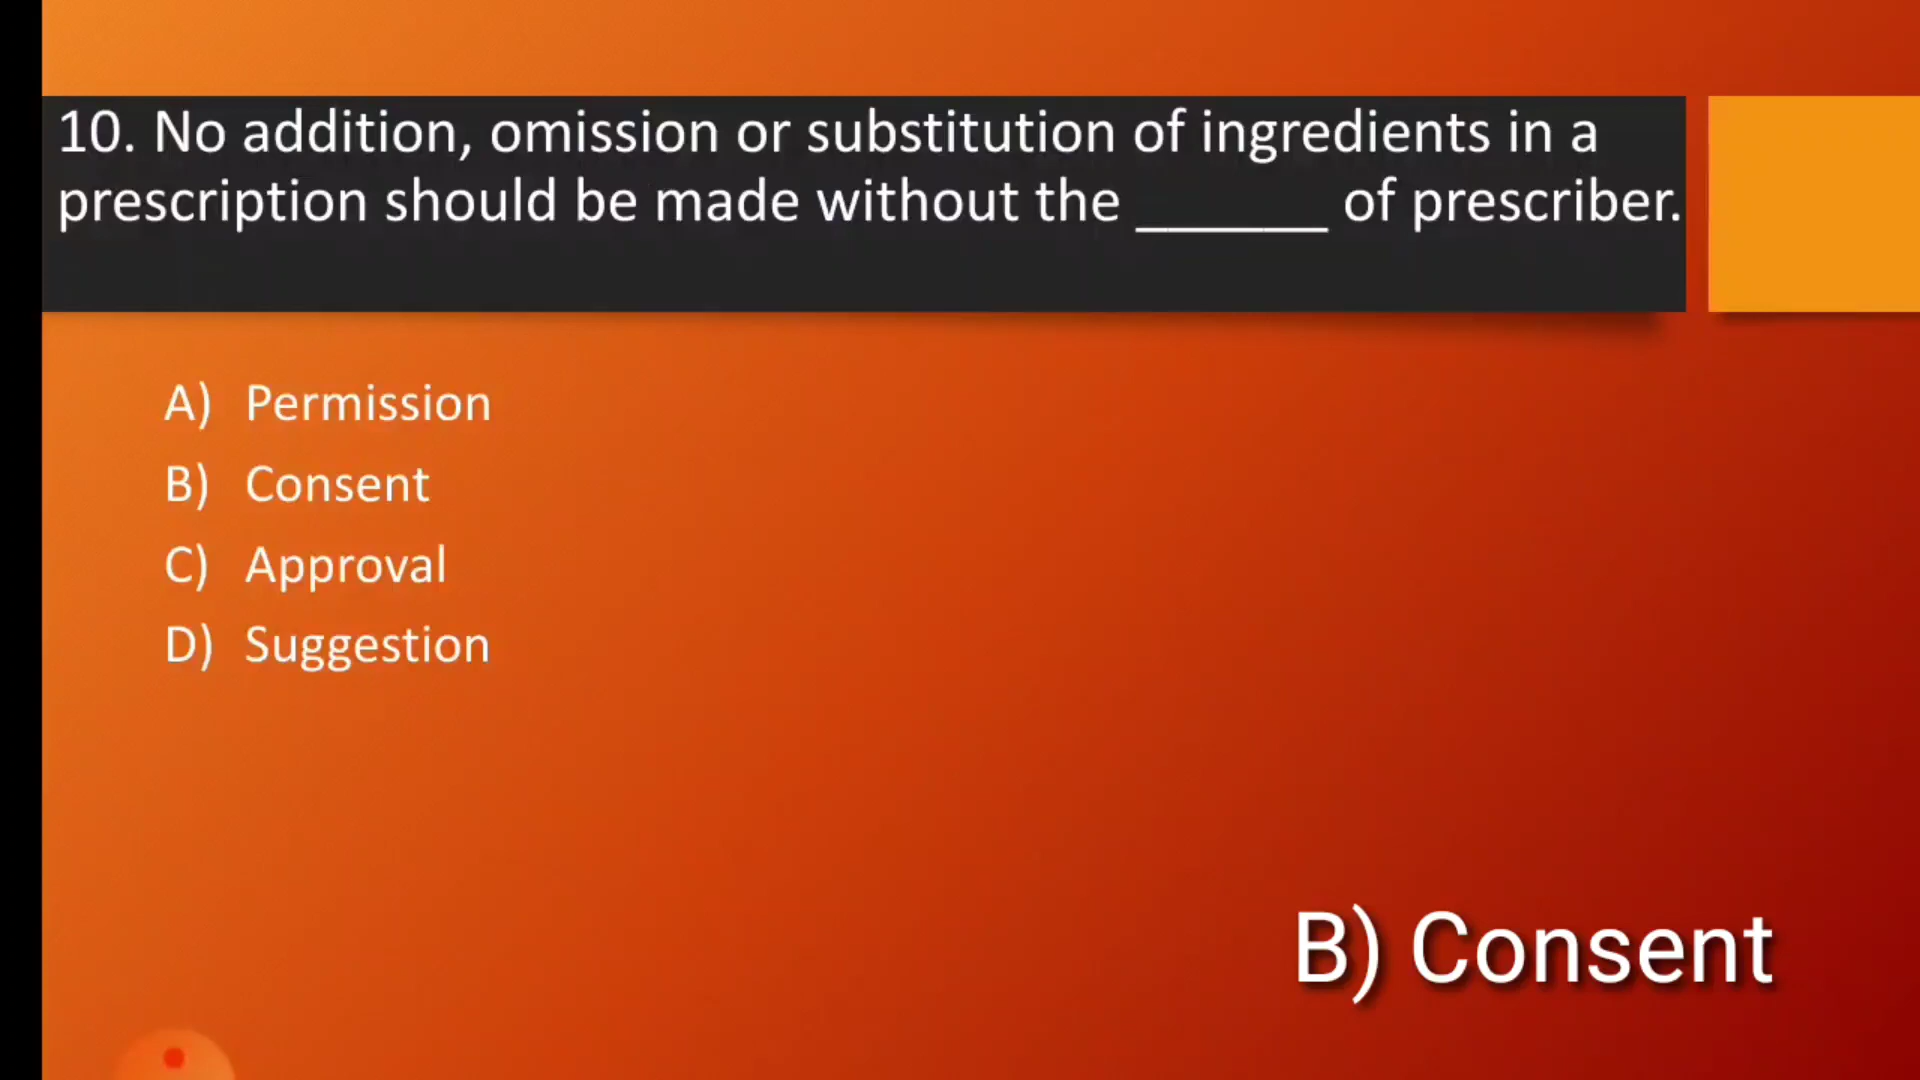 10. No addition, omission or substitution of ingredients in a
prescription should be made without the ______ of prescriber.
A) Permission
B) Consent
C) Approval
D) Suggestion
B) Consent